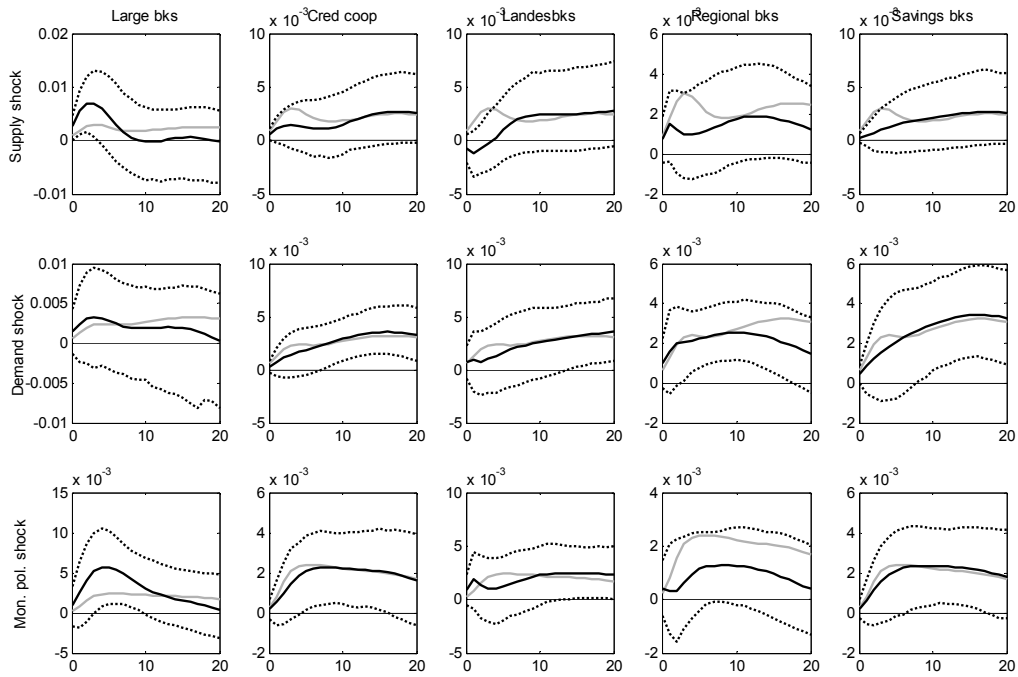 Large bks
Cred coop
Landesbks
Regional bks
Savings bks
Supply shock
0.02
0.01
0
-0.01
0 10 20
x 10^-3
10
5
0
-5
0 10 20
x 10^-3
10
5
0
-5
0 10 20
x 10^-3
6
4
2
0
-2
0 10 20
x 10^-3
10
5
0
-5
0 10 20
Demand shock
0.01
0.005
0
-0.005
-0.01
0 10 20
x 10^-3
10
5
0
-5
0 10 20
x 10^-3
10
5
0
-5
0 10 20
x 10^-3
6
4
2
0
-2
0 10 20
x 10^-3
6
4
2
0
-2
0 10 20
Mon. pol. shock
x 10^-3
15
10
5
0
-5
0 10 20
x 10^-3
6
4
2
0
-2
0 10 20
x 10^-3
10
5
0
-5
0 10 20
x 10^-3
4
2
0
-2
0 10 20
x 10^-3
6
4
2
0
-2
0 10 20